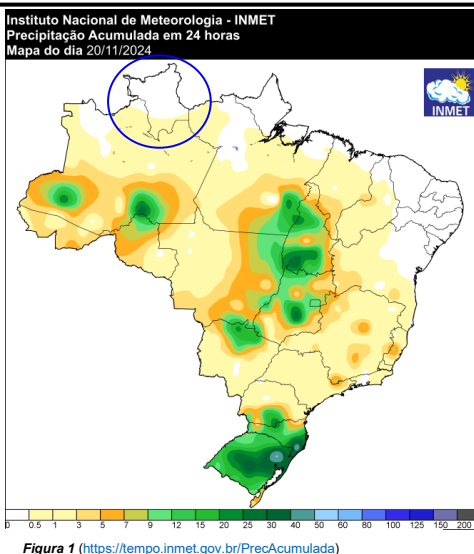 Instituto Nacional de Meteorologia - INMET
Precipitação Acumulada em 24 horas
Mapa do dia 20/11/2024
INMET
0 0.5 1 3 5 7 9 12 15 20 25 30 40 50 60 80 100 125 150 200
Figura 1 (https://tempo.inmet.gov.br/PrecAcumulada)